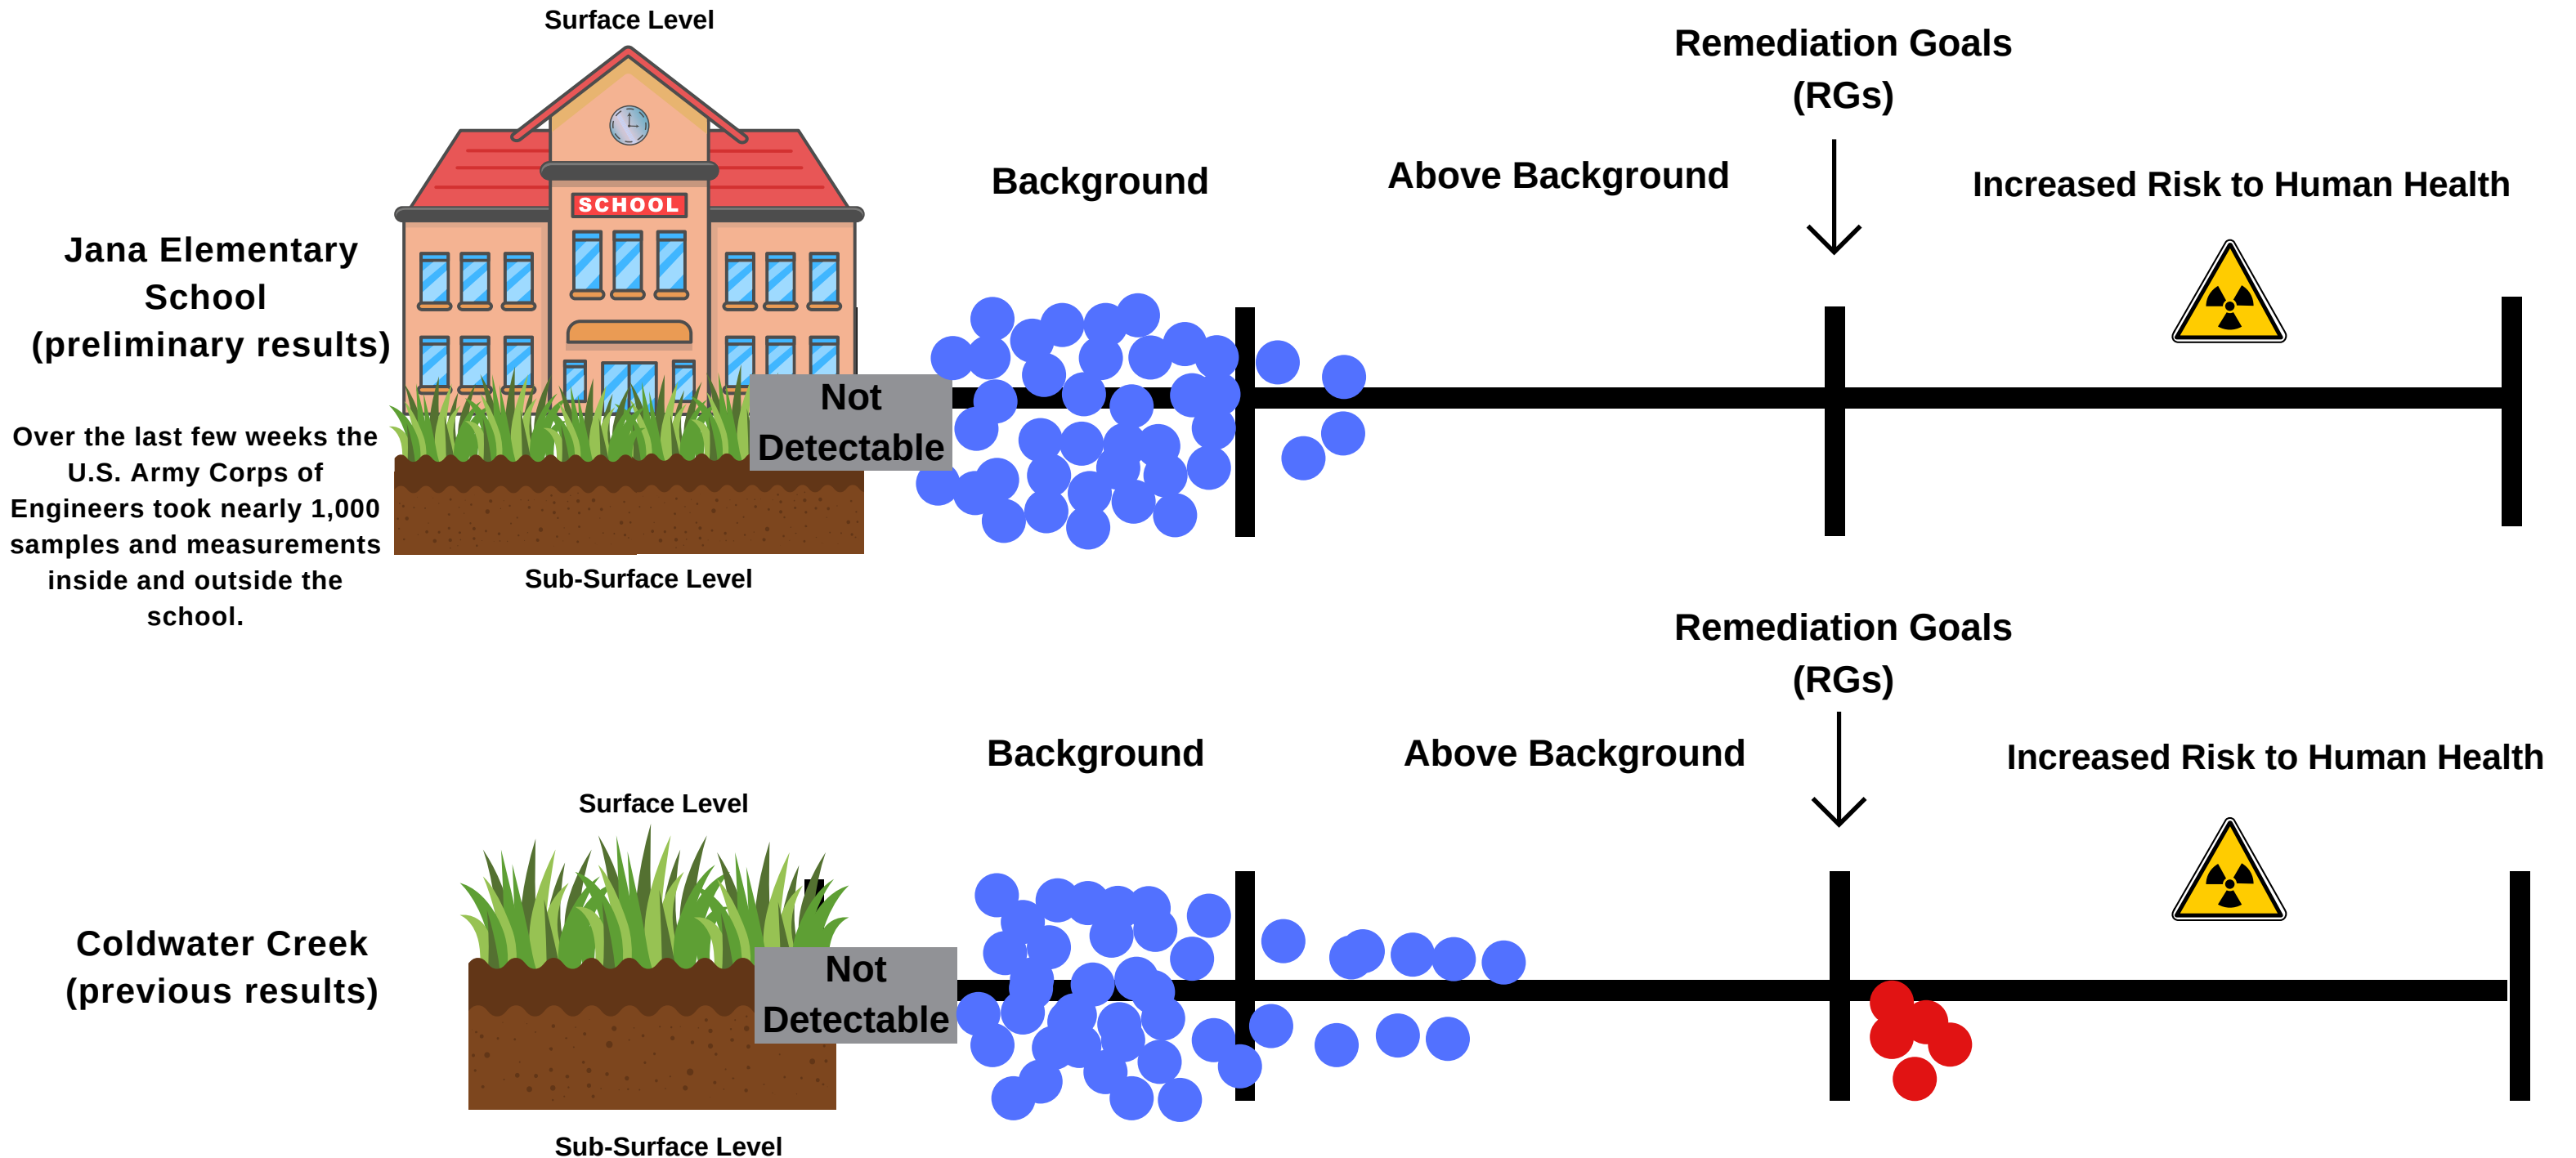 Surface Level
Remediation Goals
(RGs)
Background
Above Background
Increased Risk to Human Health
SCHOOL
Jana Elementary
School
(preliminary results)
Not
Detectable
Over the last few weeks the
U.S. Army Corps of
Engineers took nearly 1,000
samples and measurements
inside and outside the
school.
Sub-Surface Level
Remediation Goals
(RGs)
Background
Above Background
Increased Risk to Human Health
Surface Level
Coldwater Creek
(previous results)
Not
Detectable
Sub-Surface Level